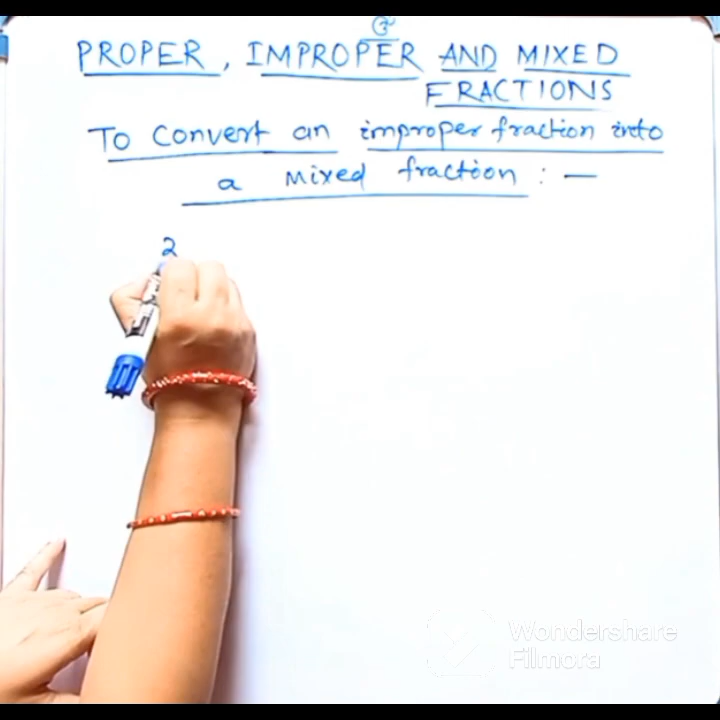 PROPER, IMPROPER AND MIXED
FRACTIONS
To Convert an improper fraction into
a mixed fraction : —
2
Wondershare
Filmora